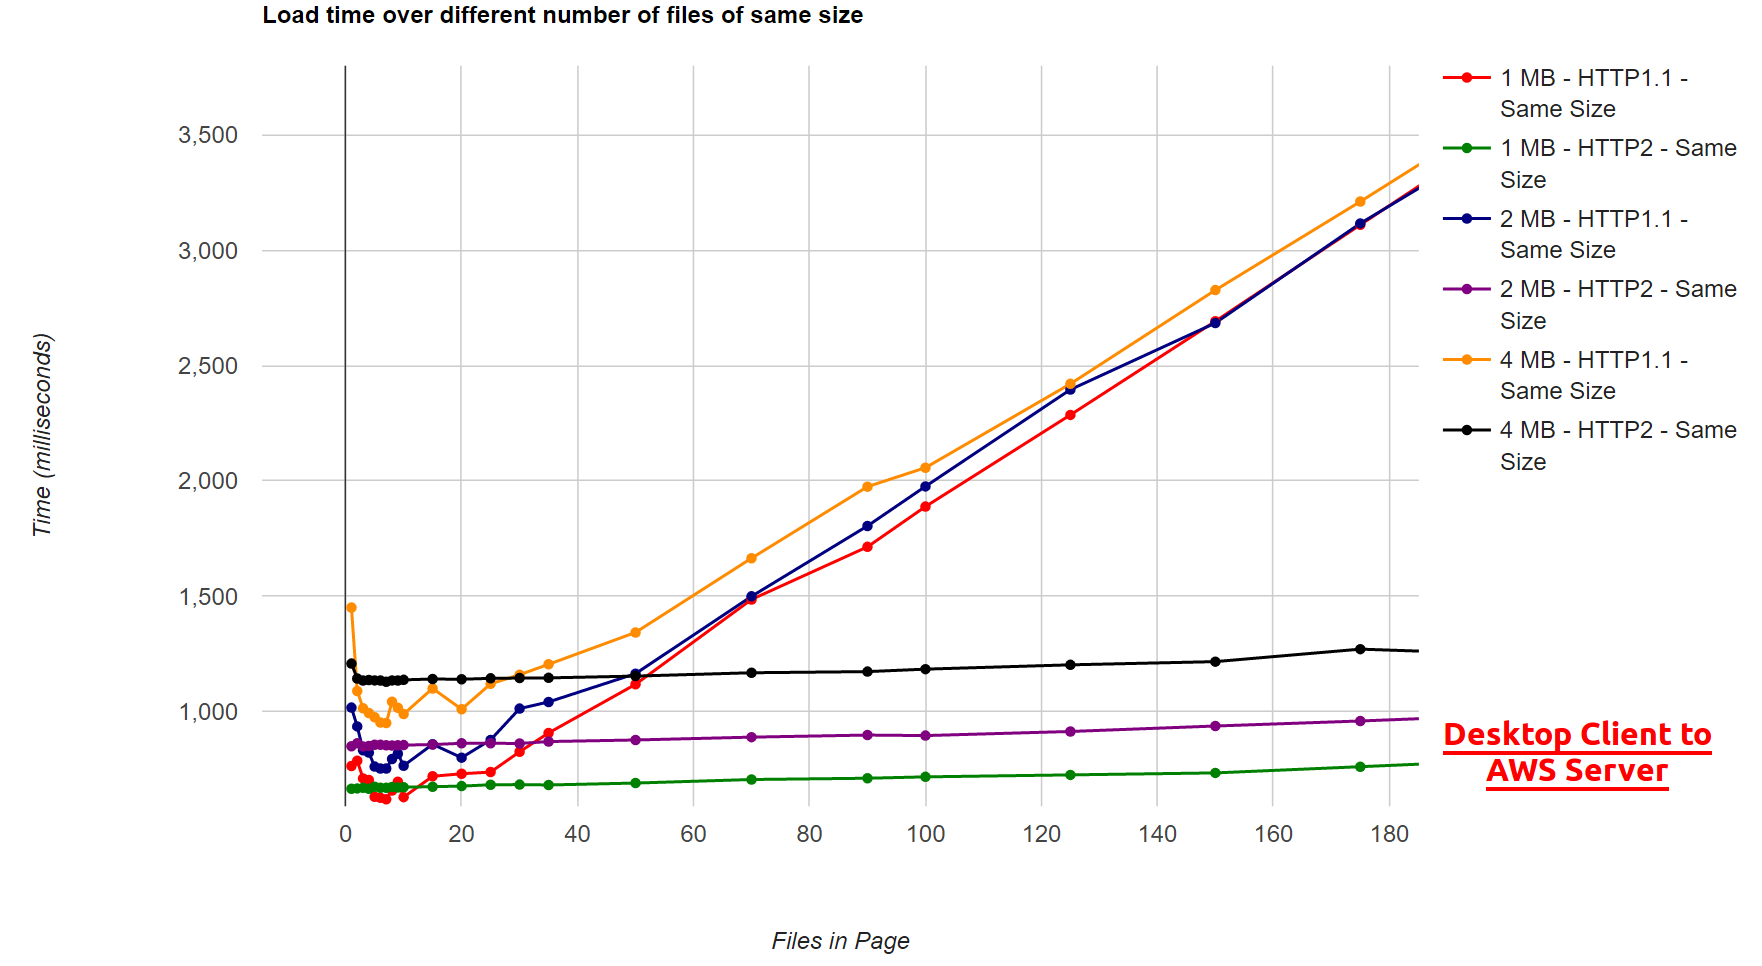 Load time over different number of files of same size
3,500
3,000
2,500
2,000
1,500
1,000
Time (milliseconds)
0 20 40 60 80 100 120 140 160 180
Files in Page
1 MB - HTTP1.1 -
Same Size
1 MB - HTTP2 - Same
Size
2 MB - HTTP1.1 -
Same Size
2 MB - HTTP2 - Same
Size
4 MB - HTTP1.1 -
Same Size
4 MB - HTTP2 - Same
Size
Desktop Client to
AWS Server